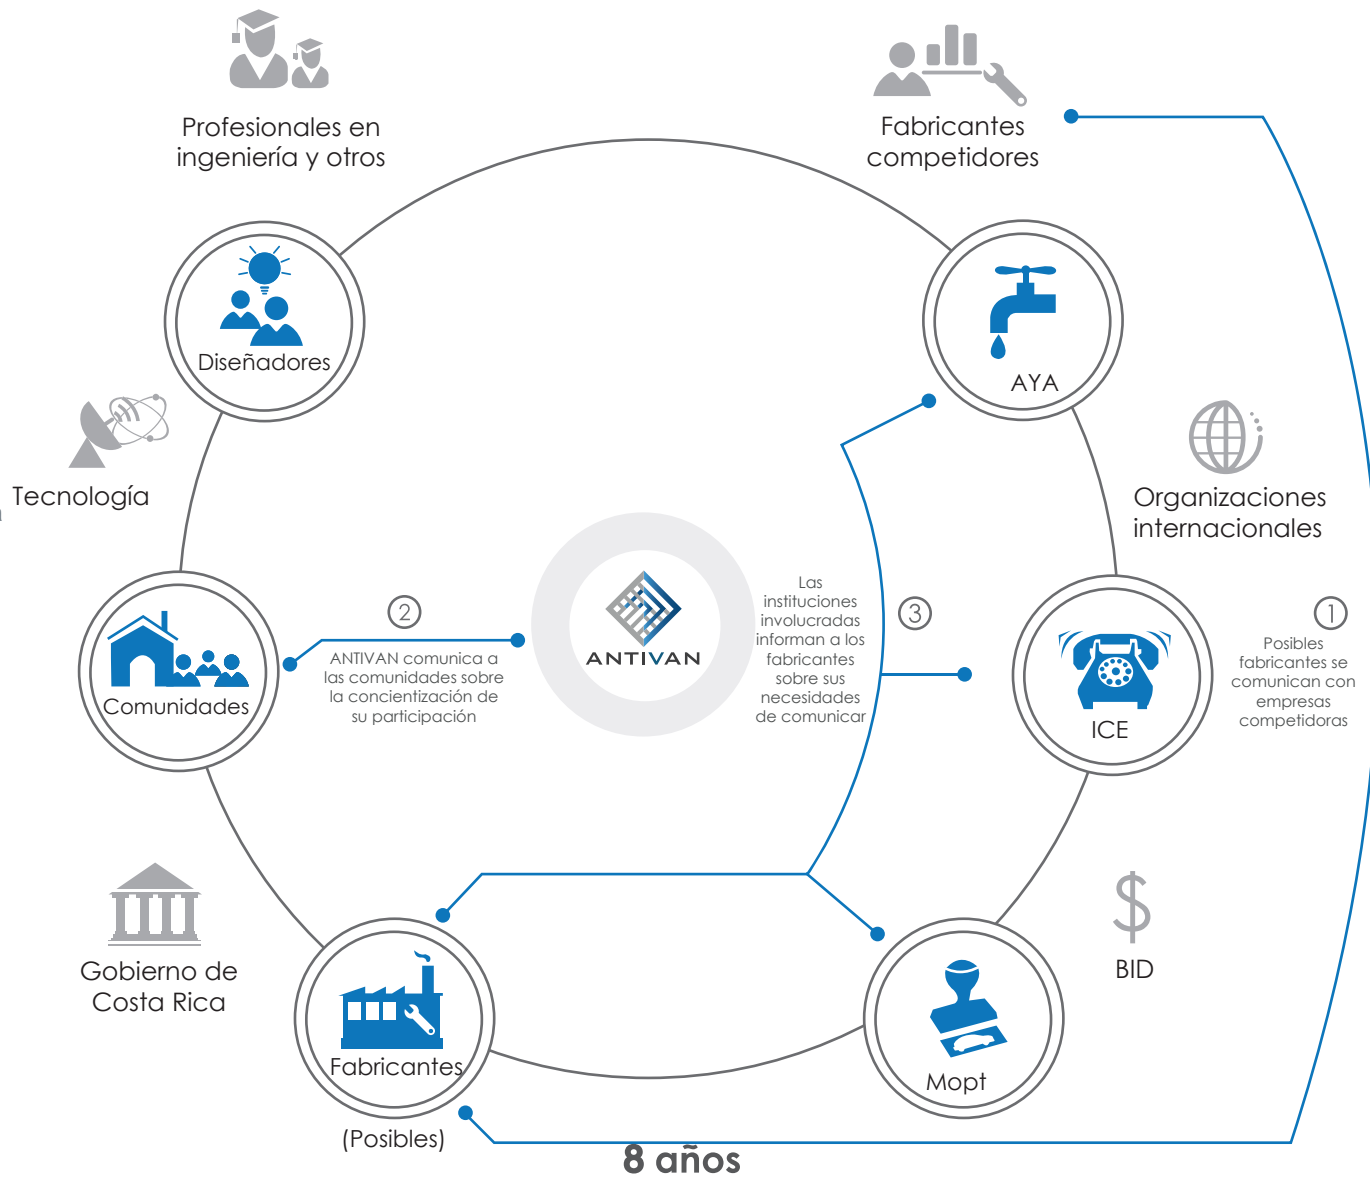 Profesionales en
ingeniería y otros
Fabricantes
competidores
Diseñadores
AYA
Tecnología
Organizaciones
internacionales
ANTIVAN
Comunidades
2
ANTIVAN comunica a
las comunidades sobre
la concientización de
su participación
Las
instituciones
involucradas
informan a los
fabricantes
sobre sus
necesidades
de comunicar
3
ICE
1
Posibles
fabricantes se
comunican con
empresas
competidoras
Gobierno de
Costa Rica
BID
Fabricantes
(Posibles)
Mopt
8 años